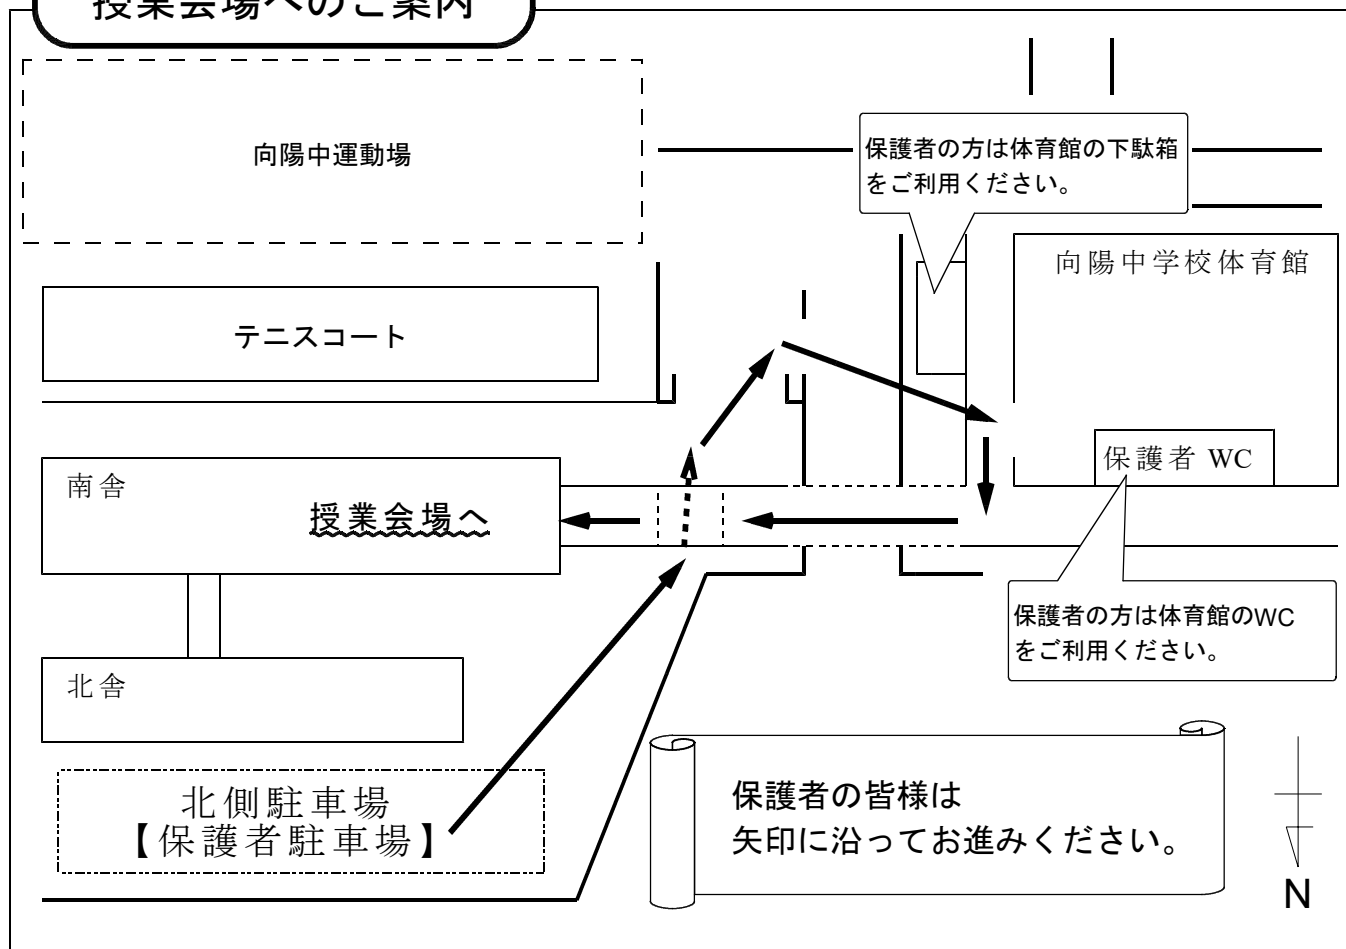 授業会場へのご案内
向陽中運動場
保護者の方は体育館の下駄箱
をご利用ください。
向陽中学校体育館
テニスコート
保護者 WC
南舎
授業会場へ
保護者の方は体育館のWC
をご利用ください。
北舎
北側駐車場
【保護者駐車場】
保護者の皆様は
矢印に沿ってお進みください。
N